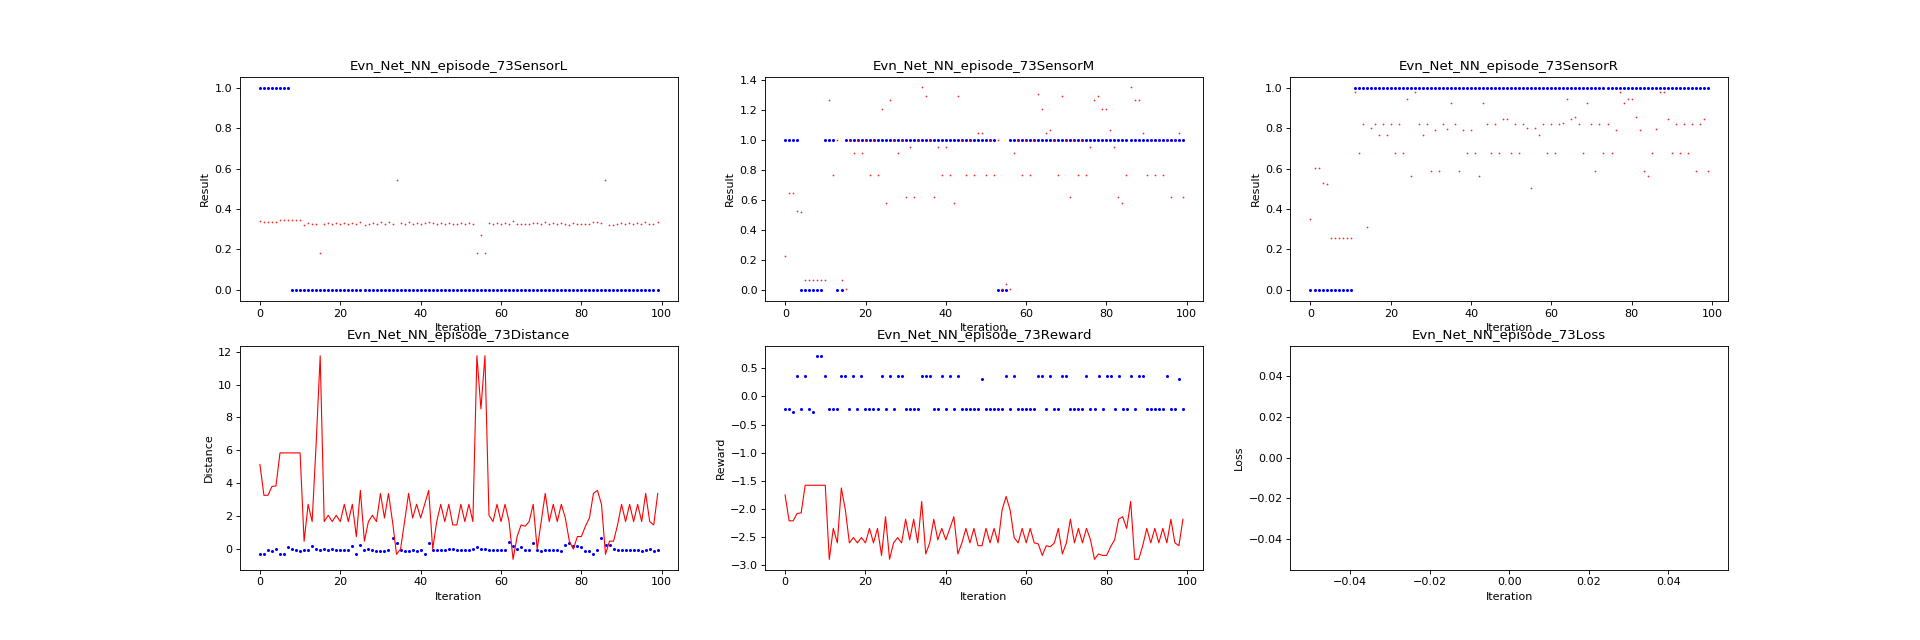 Evn_Net_NN_episode_73SensorL
Result
1.0
0.8
0.6
0.4
0.2
0.0
0 20 40 60 80 100
Iteration
Evn_Net_NN_episode_73SensorM
Result
1.4
1.2
1.0
0.8
0.6
0.4
0.2
0.0
0 20 40 60 80 100
Iteration
Evn_Net_NN_episode_73SensorR
Result
1.0
0.8
0.6
0.4
0.2
0.0
0 20 40 60 80 100
Iteration
Evn_Net_NN_episode_73Distance
Distance
12
10
8
6
4
2
0
0 20 40 60 80 100
Iteration
Evn_Net_NN_episode_73Reward
Reward
0.5
0.0
−0.5
−1.0
−1.5
−2.0
−2.5
−3.0
0 20 40 60 80 100
Iteration
Evn_Net_NN_episode_73Loss
Loss
0.04
0.02
0.00
−0.02
−0.04
−0.04 −0.02 0.00 0.02 0.04
Iteration